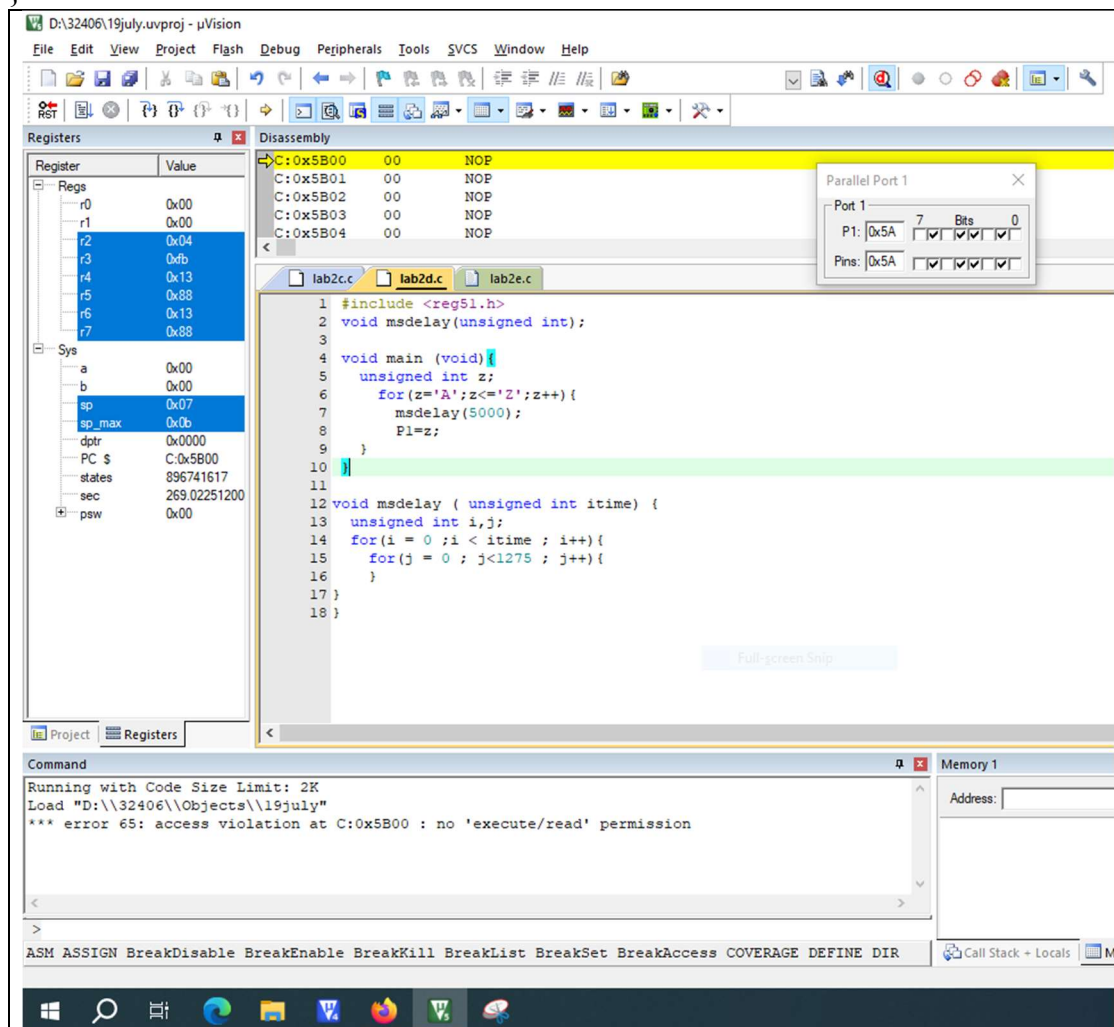 D:\32406\19july.uvproj - µVision
File Edit View Project Flash Debug Peripherals Tools SVCS Window Help
RST
Registers
Register Value
Regs
r0 0x00
r1 0x00
r2 0x04
r3 0xfb
r4 0x13
r5 0x88
r6 0x13
r7 0x88
Sys
a 0x00
b 0x00
sp 0x07
sp_max 0x0b
dptr 0x0000
PC $ C:0x5B00
states 896741617
sec 269.02251200
psw 0x00
Project Registers
Disassembly
C:0x5B00 00 NOP
C:0x5B01 00 NOP
C:0x5B02 00 NOP
C:0x5B03 00 NOP
C:0x5B04 00 NOP
Parallel Port 1
Port 1
7 Bits 0
P1: 0x5A
Pins: 0x5A
lab2c.c lab2d.c lab2e.c
1 #include <reg51.h>
2 void msdelay(unsigned int);
3
4 void main (void){
5 unsigned int z;
6 for(z='A';z<='Z';z++){
7 msdelay(5000);
8 P1=z;
9 }
10 }
11
12 void msdelay ( unsigned int itime) {
13 unsigned int i,j;
14 for(i = 0 ;i < itime ; i++){
15 for(j = 0 ; j<1275 ; j++){
16 }
17 }
18 }
Full-screen Snip
Command
Running with Code Size Limit: 2K
Load "D:\\32406\\Objects\\19july"
*** error 65: access violation at C:0x5B00 : no 'execute/read' permission
>
ASM ASSIGN BreakDisable BreakEnable BreakKill BreakList BreakSet BreakAccess COVERAGE DEFINE DIR
Memory 1
Address:
Call Stack + Locals M